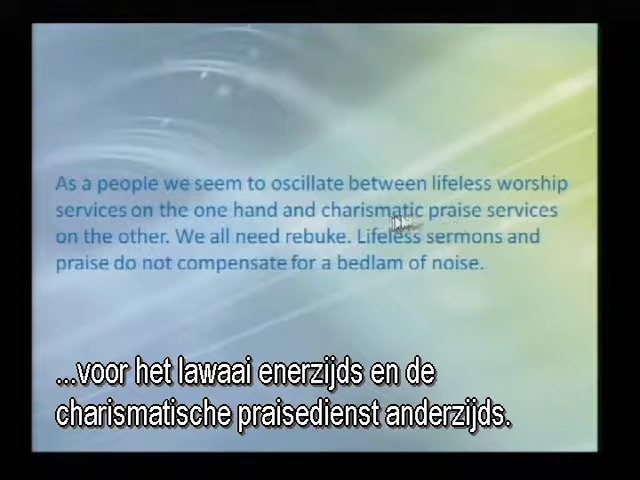 As a people we seem to oscillate between lifeless worship
services on the one hand and charismatic praise services
on the other. We all need rebuke. Lifeless sermons and
praise do not compensate for a bedlam of noise.
...voor het lawaai enerzijds en de
charismatische praisedienst anderzijds.